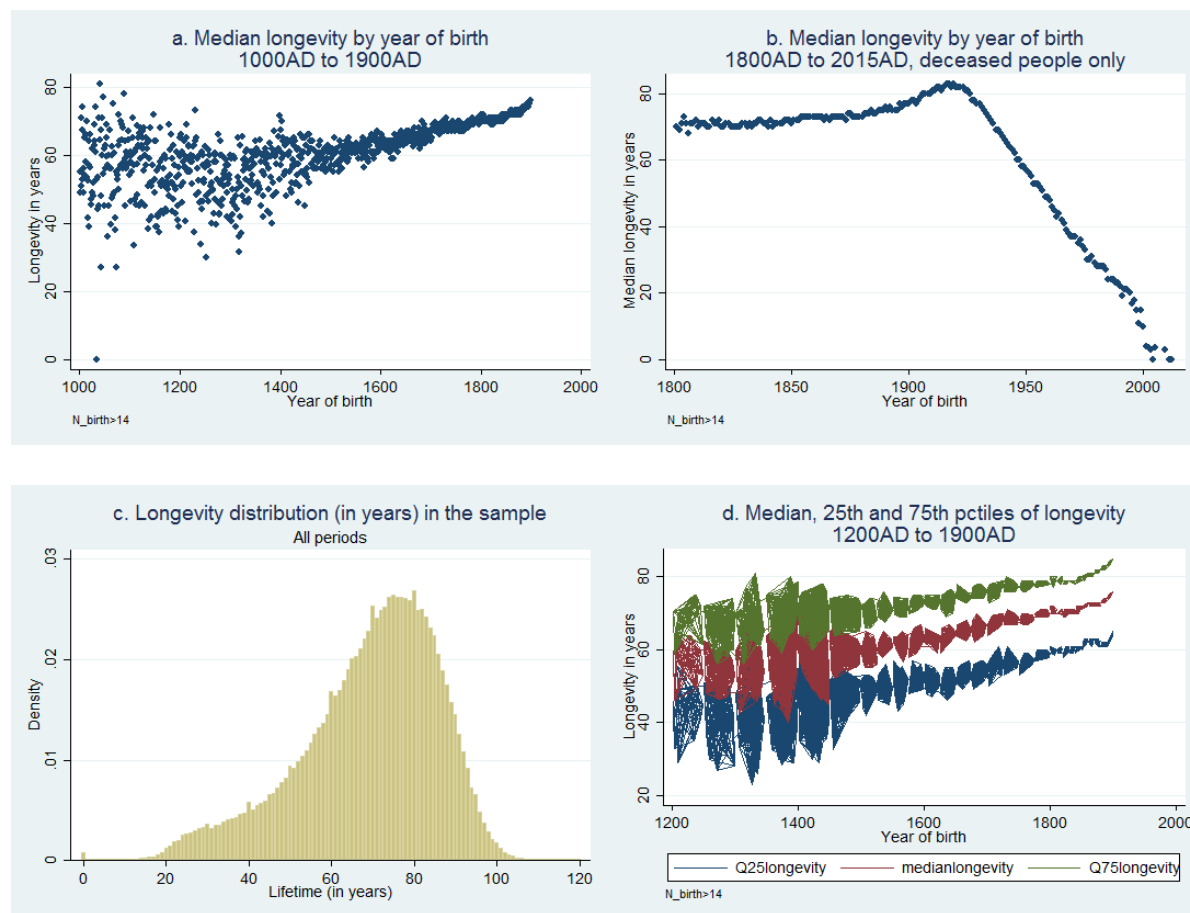 a. Median longevity by year of birth
1000AD to 1900AD
Longevity in years
80
60
40
20
0
1000 1200 1400 1600 1800 2000
Year of birth
N_birth>14
b. Median longevity by year of birth
1800AD to 2015AD, deceased people only
Median longevity in years
80
60
40
20
0
1800 1850 1900 1950 2000
Year of birth
N_birth>14
c. Longevity distribution (in years) in the sample
All periods
Density
.03
.02
.01
0
0 20 40 60 80 100 120
Lifetime (in years)
d. Median, 25th and 75th pctiles of longevity
1200AD to 1900AD
Longevity in years
80
60
40
20
1200 1400 1600 1800 2000
Year of birth
Q25longevity medianlongevity Q75longevity
N_birth>14